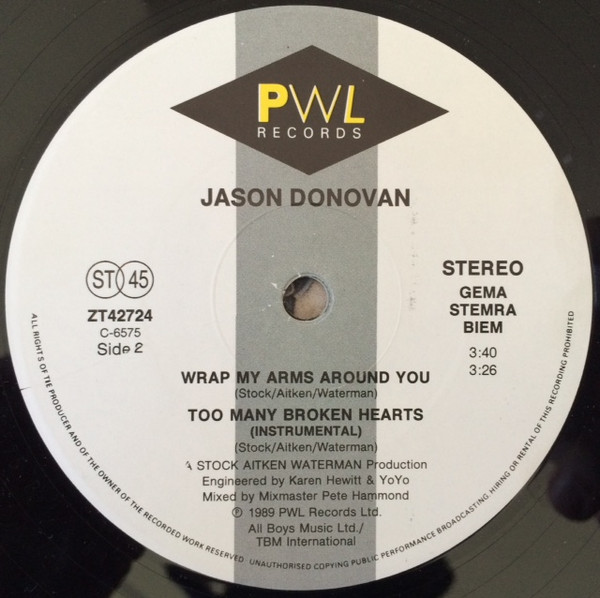 PWL
RECORDS
JASON DONOVAN
ST 45
ZT42724
C-6575
Side 2
STEREO
GEMA
STEMRA
BIEM
3:40
3:26
WRAP MY ARMS AROUND YOU
(Stock/Aitken/Waterman)
TOO MANY BROKEN HEARTS
(INSTRUMENTAL)
(Stock/Aitken/Waterman)
A STOCK AITKEN WATERMAN Production
Engineered by Karen Hewitt & YoYo
Mixed by Mixmaster Pete Hammond
℗ 1989 PWL Records Ltd.
All Boys Music Ltd./
TBM International
ALL RIGHTS OF THE PRODUCER AND OF THE OWNER OF THE RECORDED WORK RESERVED UNAUTHORISED COPYING PUBLIC PERFORMANCE BROADCASTING HIRING OR RENTAL OF THIS RECORDING PROHIBITED